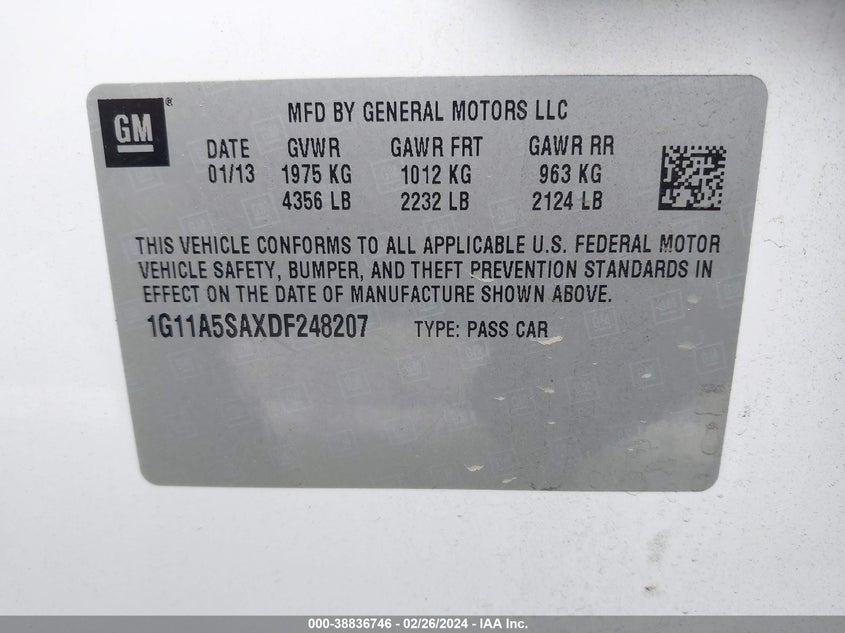 GM®
MFD BY GENERAL MOTORS LLC
DATE GVWR GAWR FRT GAWR RR
01/13 1975 KG 1012 KG 963 KG
4356 LB 2232 LB 2124 LB
THIS VEHICLE CONFORMS TO ALL APPLICABLE U.S. FEDERAL MOTOR
VEHICLE SAFETY, BUMPER, AND THEFT PREVENTION STANDARDS IN
EFFECT ON THE DATE OF MANUFACTURE SHOWN ABOVE.
1G11A5SAXDF248207 TYPE: PASS CAR
000-38836746 - 02/26/2024 - IAA Inc.